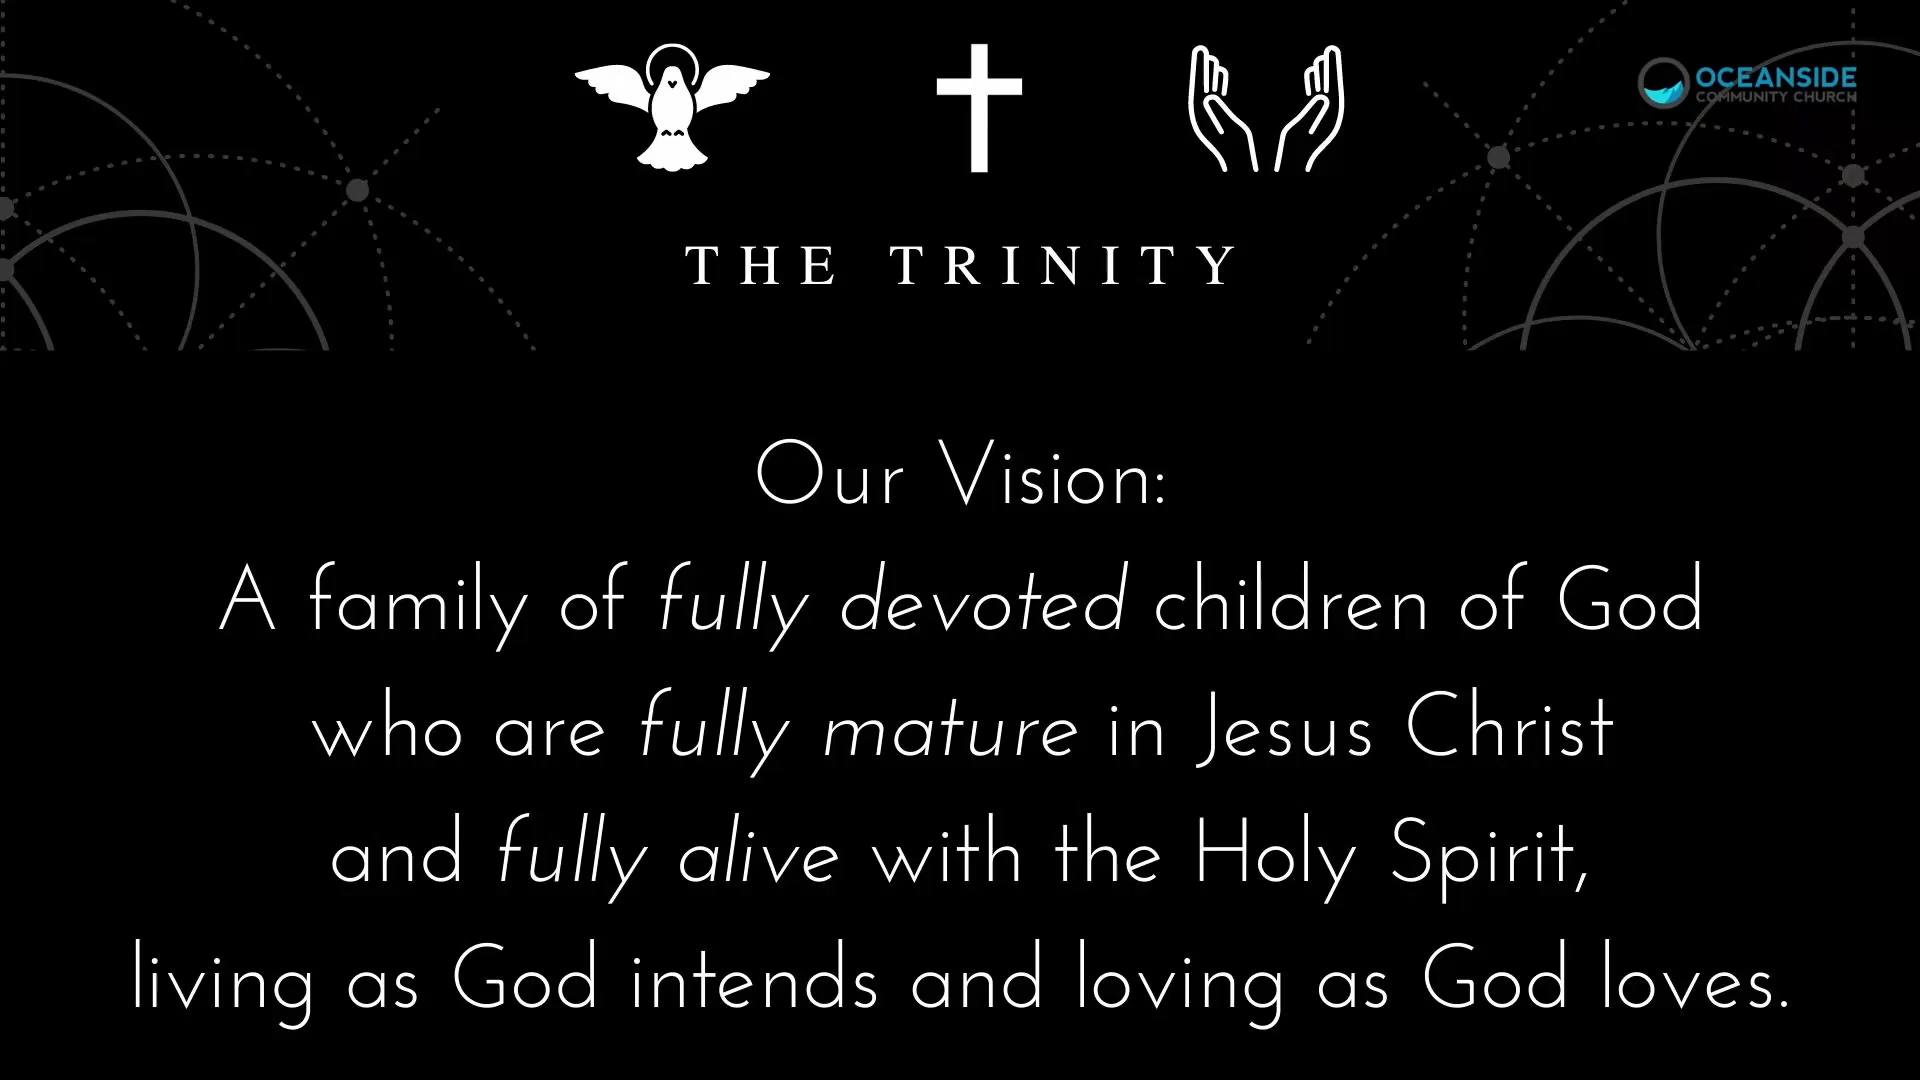 OCEANSIDE
COMMUNITY CHURCH
THE TRINITY
Our Vision:
A family of fully devoted children of God
who are fully mature in Jesus Christ
and fully alive with the Holy Spirit,
living as God intends and loving as God loves.